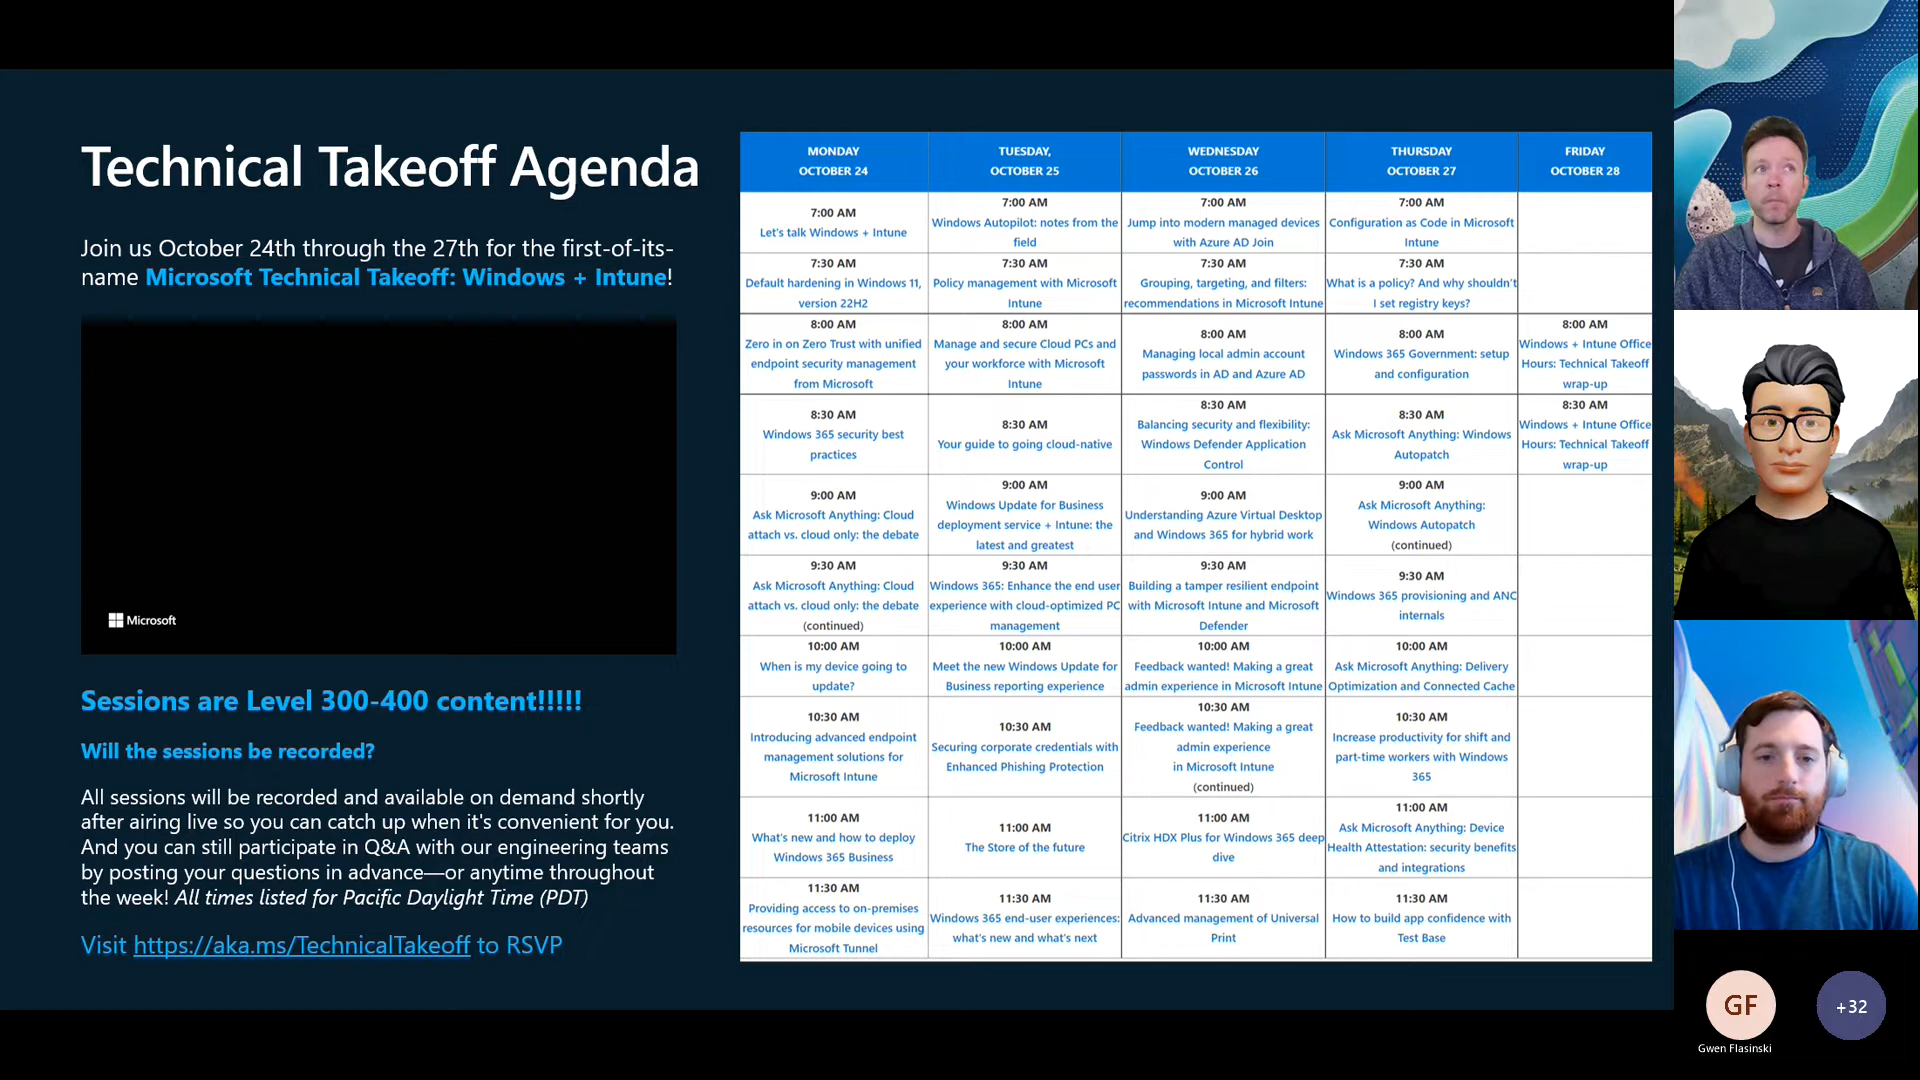 Technical Takeoff Agenda
Join us October 24th through the 27th for the first-of-its-
name Microsoft Technical Takeoff: Windows + Intune!
Microsoft
Sessions are Level 300-400 content!!!!!
Will the sessions be recorded?
All sessions will be recorded and available on demand shortly
after airing live so you can catch up when it's convenient for you.
And you can still participate in Q&A with our engineering teams
by posting your questions in advance—or anytime throughout
the week! All times listed for Pacific Daylight Time (PDT)
Visit https://aka.ms/TechnicalTakeoff to RSVP
MONDAY
OCTOBER 24
TUESDAY,
OCTOBER 25
WEDNESDAY
OCTOBER 26
THURSDAY
OCTOBER 27
FRIDAY
OCTOBER 28
7:00 AM
Let's talk Windows + Intune
7:00 AM
Windows Autopilot: notes from the
field
7:00 AM
Jump into modern managed devices
with Azure AD Join
7:00 AM
Configuration as Code in Microsoft
Intune
7:30 AM
Default hardening in Windows 11,
version 22H2
7:30 AM
Policy management with Microsoft
Intune
7:30 AM
Grouping, targeting, and filters:
recommendations in Microsoft Intune
7:30 AM
What is a policy? And why shouldn't
I set registry keys?
8:00 AM
Zero in on Zero Trust with unified
endpoint security management
from Microsoft
8:00 AM
Manage and secure Cloud PCs and
your workforce with Microsoft
Intune
8:00 AM
Managing local admin account
passwords in AD and Azure AD
8:00 AM
Windows 365 Government: setup
and configuration
8:00 AM
Windows + Intune Office
Hours: Technical Takeoff
wrap-up
8:30 AM
Windows 365 security best
practices
8:30 AM
Your guide to going cloud-native
8:30 AM
Balancing security and flexibility:
Windows Defender Application
Control
8:30 AM
Ask Microsoft Anything: Windows
Autopatch
8:30 AM
Windows + Intune Office
Hours: Technical Takeoff
wrap-up
9:00 AM
Ask Microsoft Anything: Cloud
attach vs. cloud only: the debate
9:00 AM
Windows Update for Business
deployment service + Intune: the
latest and greatest
9:00 AM
Understanding Azure Virtual Desktop
and Windows 365 for hybrid work
9:00 AM
Ask Microsoft Anything:
Windows Autopatch
(continued)
9:30 AM
Ask Microsoft Anything: Cloud
attach vs. cloud only: the debate
(continued)
9:30 AM
Windows 365: Enhance the end user
experience with cloud-optimized PC
management
9:30 AM
Building a tamper resilient endpoint
with Microsoft Intune and Microsoft
Defender
9:30 AM
Windows 365 provisioning and ANC
internals
10:00 AM
When is my device going to
update?
10:00 AM
Meet the new Windows Update for
Business reporting experience
10:00 AM
Feedback wanted! Making a great
admin experience in Microsoft Intune
10:00 AM
Ask Microsoft Anything: Delivery
Optimization and Connected Cache
10:30 AM
Introducing advanced endpoint
management solutions for
Microsoft Intune
10:30 AM
Securing corporate credentials with
Enhanced Phishing Protection
10:30 AM
Feedback wanted! Making a great
admin experience
in Microsoft Intune
(continued)
10:30 AM
Increase productivity for shift and
part-time workers with Windows
365
11:00 AM
What's new and how to deploy
Windows 365 Business
11:00 AM
The Store of the future
11:00 AM
Citrix HDX Plus for Windows 365 deep
dive
11:00 AM
Ask Microsoft Anything: Device
Health Attestation: security benefits
and integrations
11:30 AM
Providing access to on-premises
resources for mobile devices using
Microsoft Tunnel
11:30 AM
Windows 365 end-user experiences:
what's new and what's next
11:30 AM
Advanced management of Universal
Print
11:30 AM
How to build app confidence with
Test Base
GF
+32
Gwen Flasinski